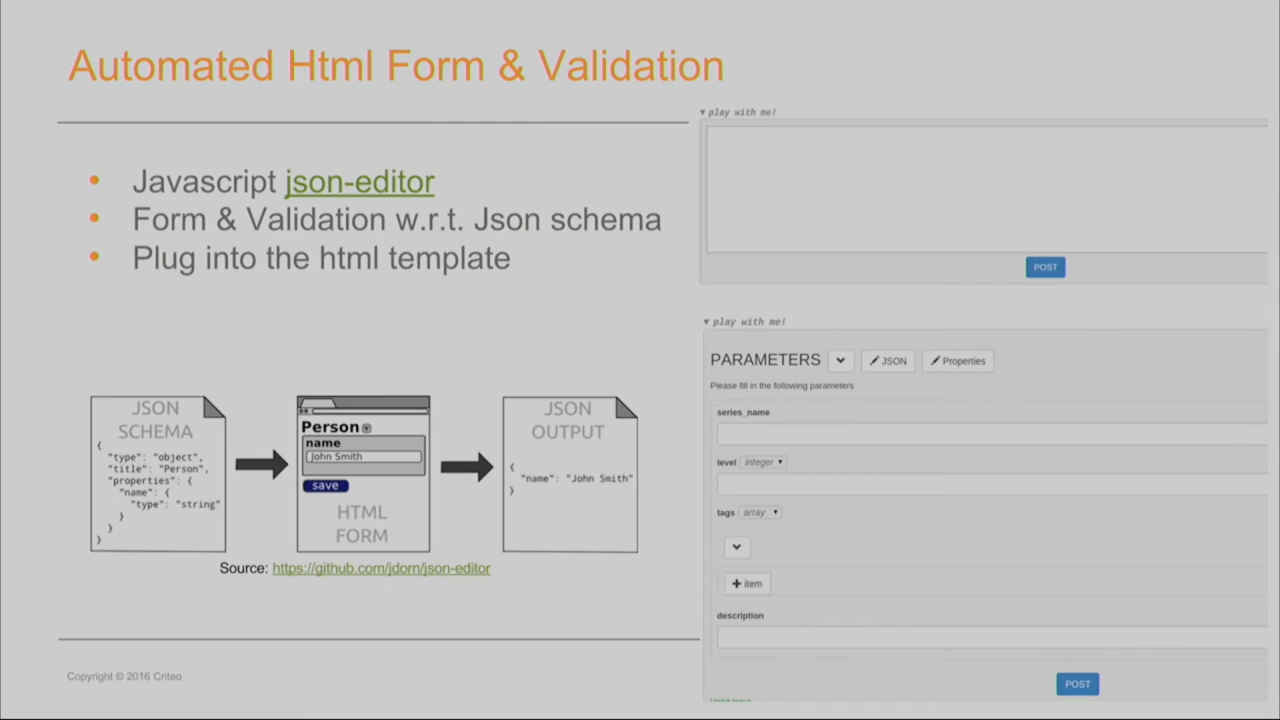 Automated Html Form & Validation
• Javascript json-editor
• Form & Validation w.r.t. Json schema
• Plug into the html template
JSON
SCHEMA
{
"type": "object",
"title": "Person",
"properties": {
"name": {
"type": "string"
}
}
}
Person
name
John Smith
save
HTML
FORM
JSON
OUTPUT
{
"name": "John Smith"
}
Source: https://github.com/jdorn/json-editor
Copyright © 2016 Criteo
▼ play with me!
POST
▼ play with me!
PARAMETERS JSON Properties
Please fill in the following parameters
series_name
level integer ▼
tags array ▼
+ item
description
POST